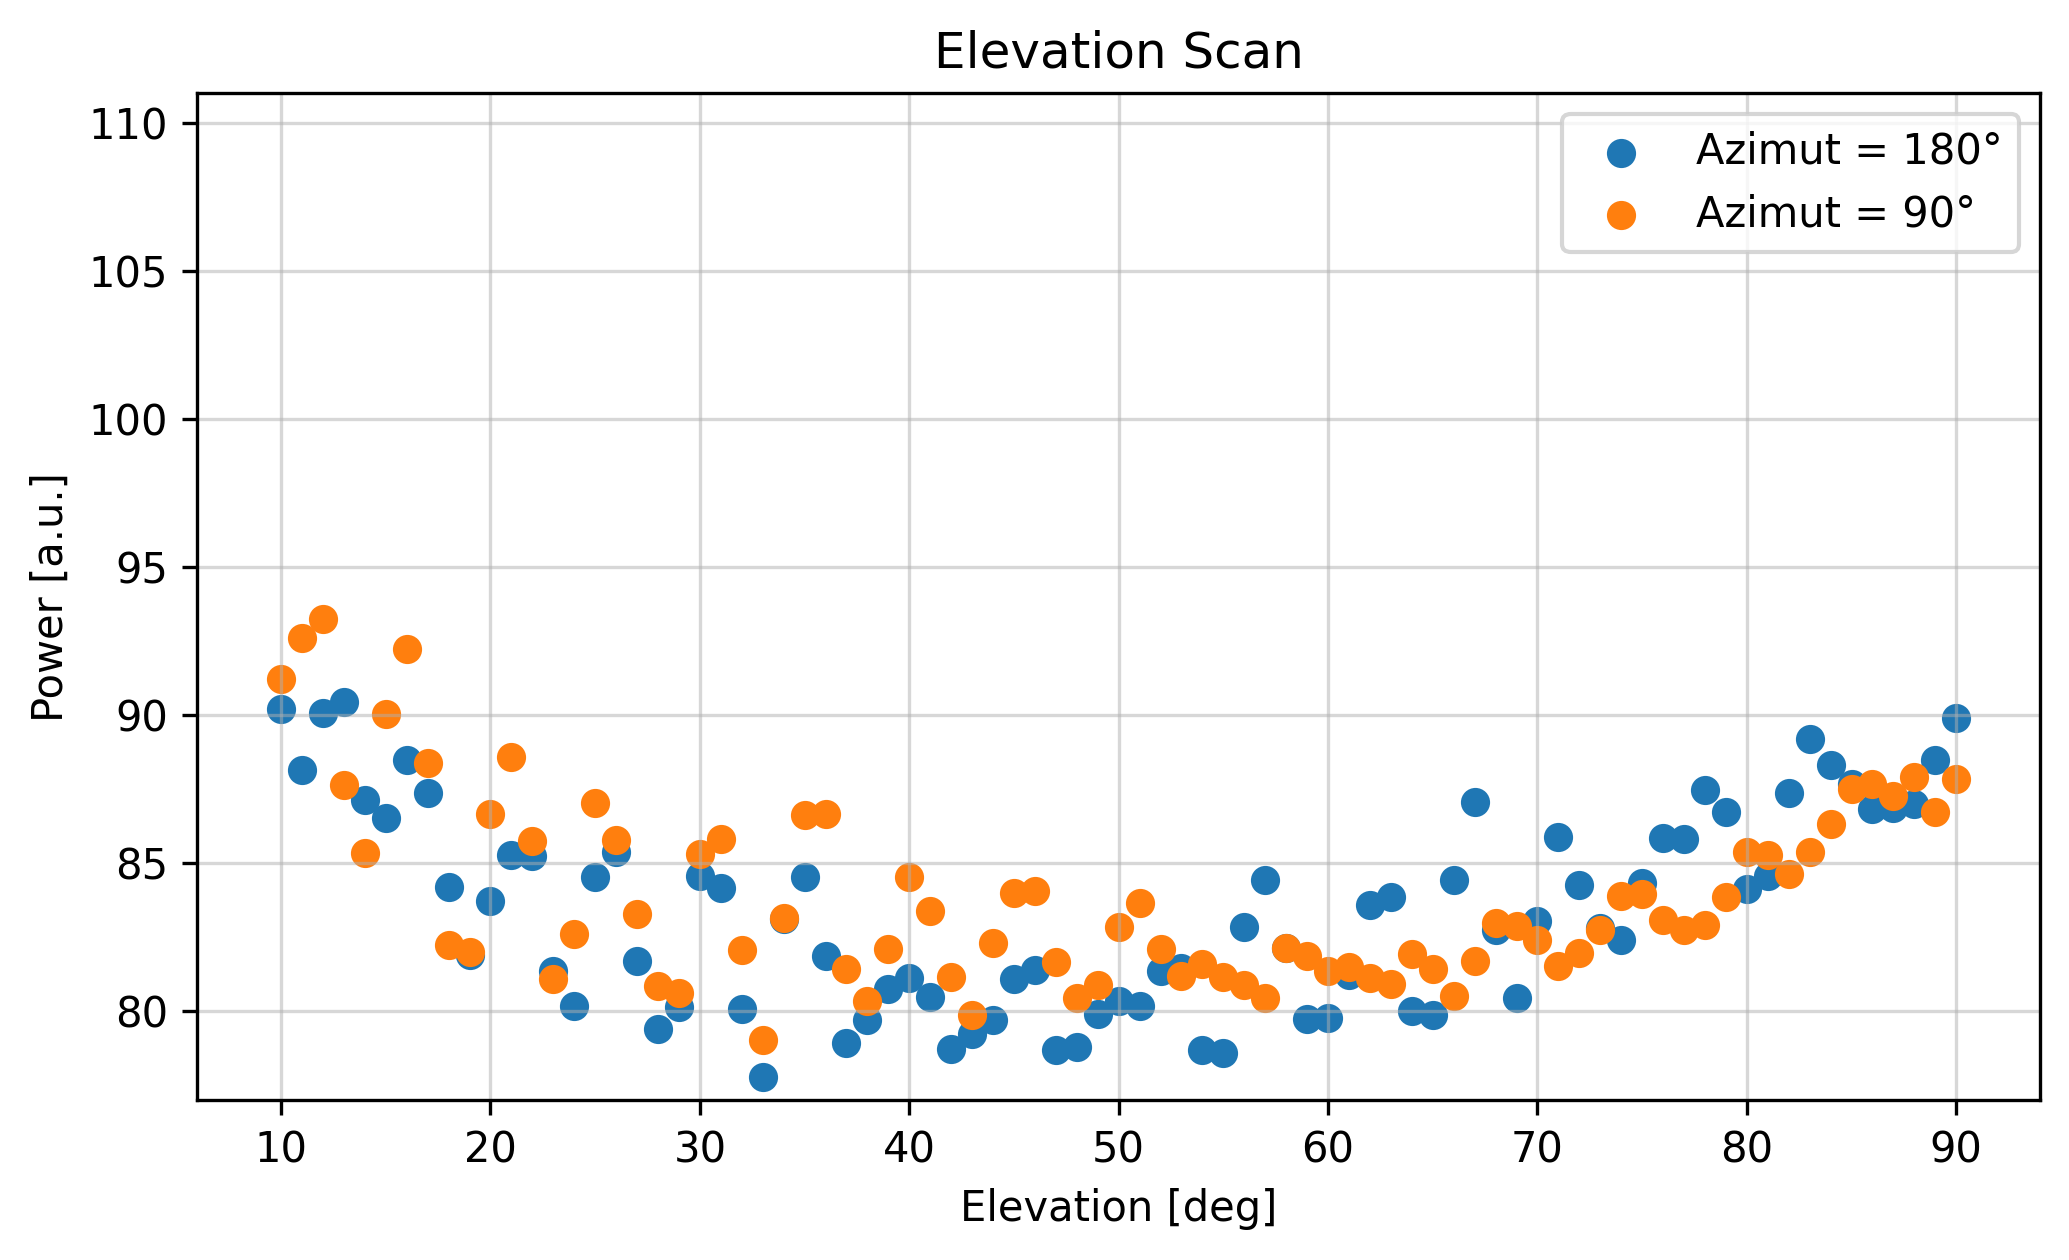 Elevation Scan
110
105
100
95
90
85
80
Power [a.u.]
Azimut = 180°
Azimut = 90°
10 20 30 40 50 60 70 80 90
Elevation [deg]